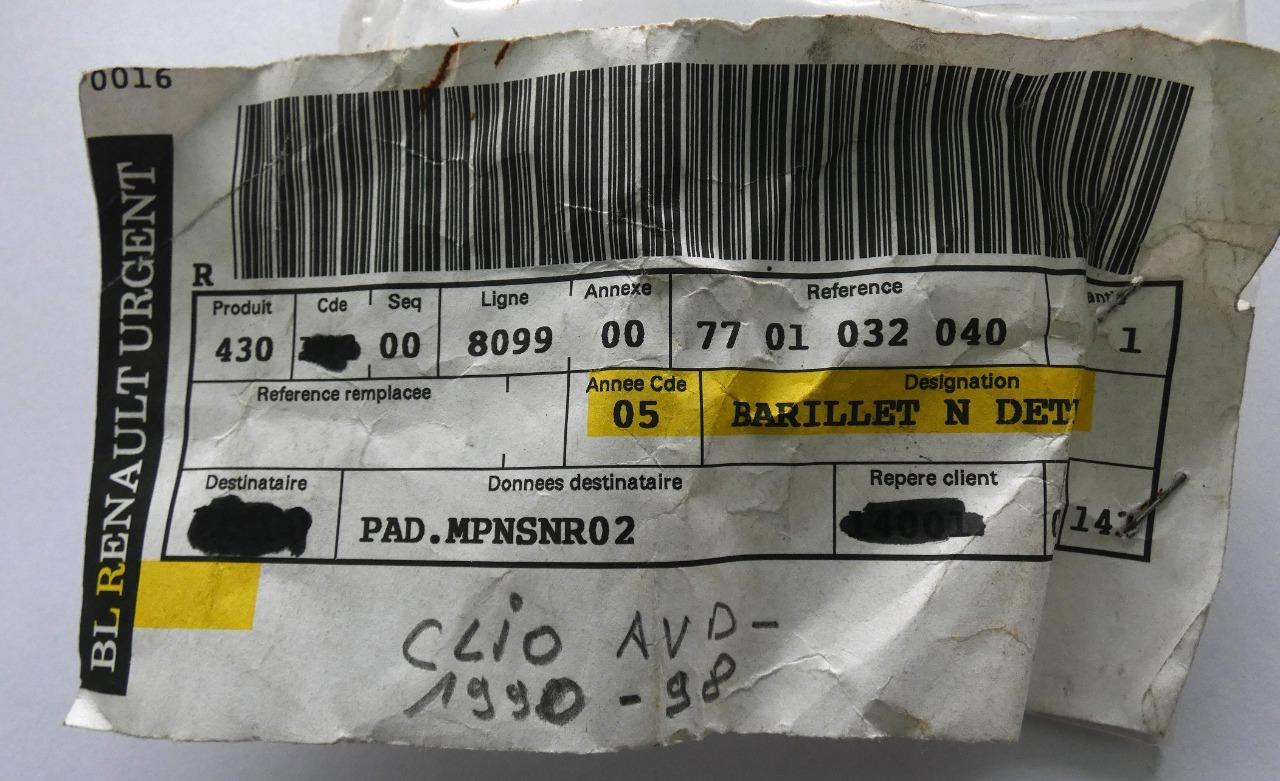 0016
BL RENAULT URGENT
R
Produit Cde Seq Ligne Annexe Reference
430 00 8099 00 77 01 032 040 1
Reference remplacee Annee Cde Designation
05 BARILLET N DET
Destinataire Donnees destinataire Repere client
PAD.MPNSNR02
CLIO AVD-
1990-98